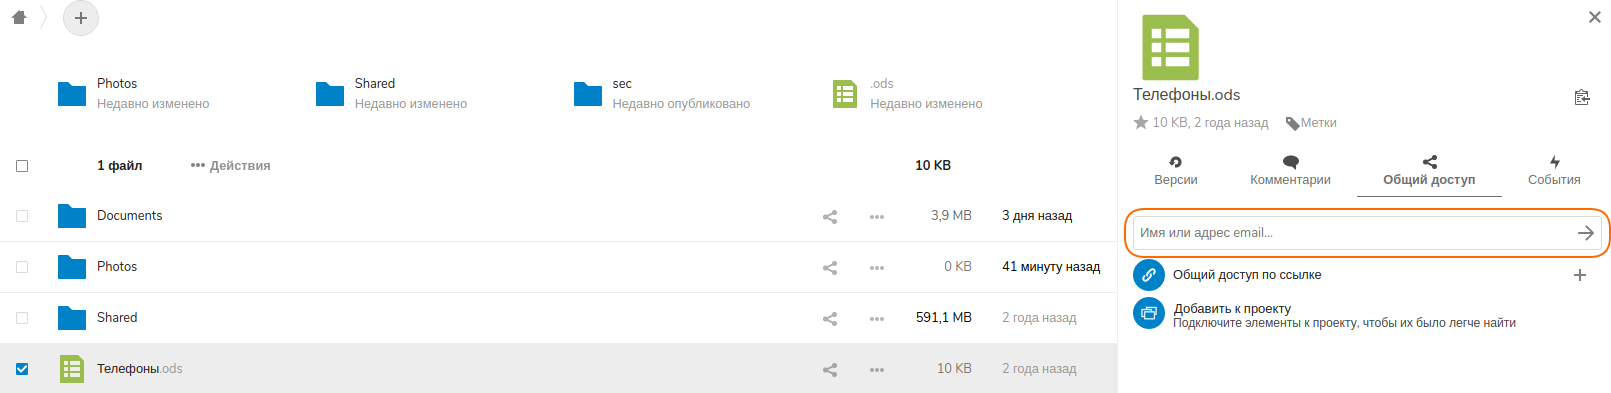 Photos
Недавно изменено
Shared
Недавно изменено
sec
Недавно опубликовано
.ods
Недавно изменено
1 файл
••• Действия
10 KB
Documents
3,9 MB
3 дня назад
Photos
0 KB
41 минуту назад
Shared
591,1 MB
2 года назад
Телефоны.ods
10 KB
2 года назад
Телефоны.ods
10 KB, 2 года назад
Метки
Версии
Комментарии
Общий доступ
События
Имя или адрес email...
Общий доступ по ссылке
Добавить к проекту
Подключите элементы к проекту, чтобы их было легче найти